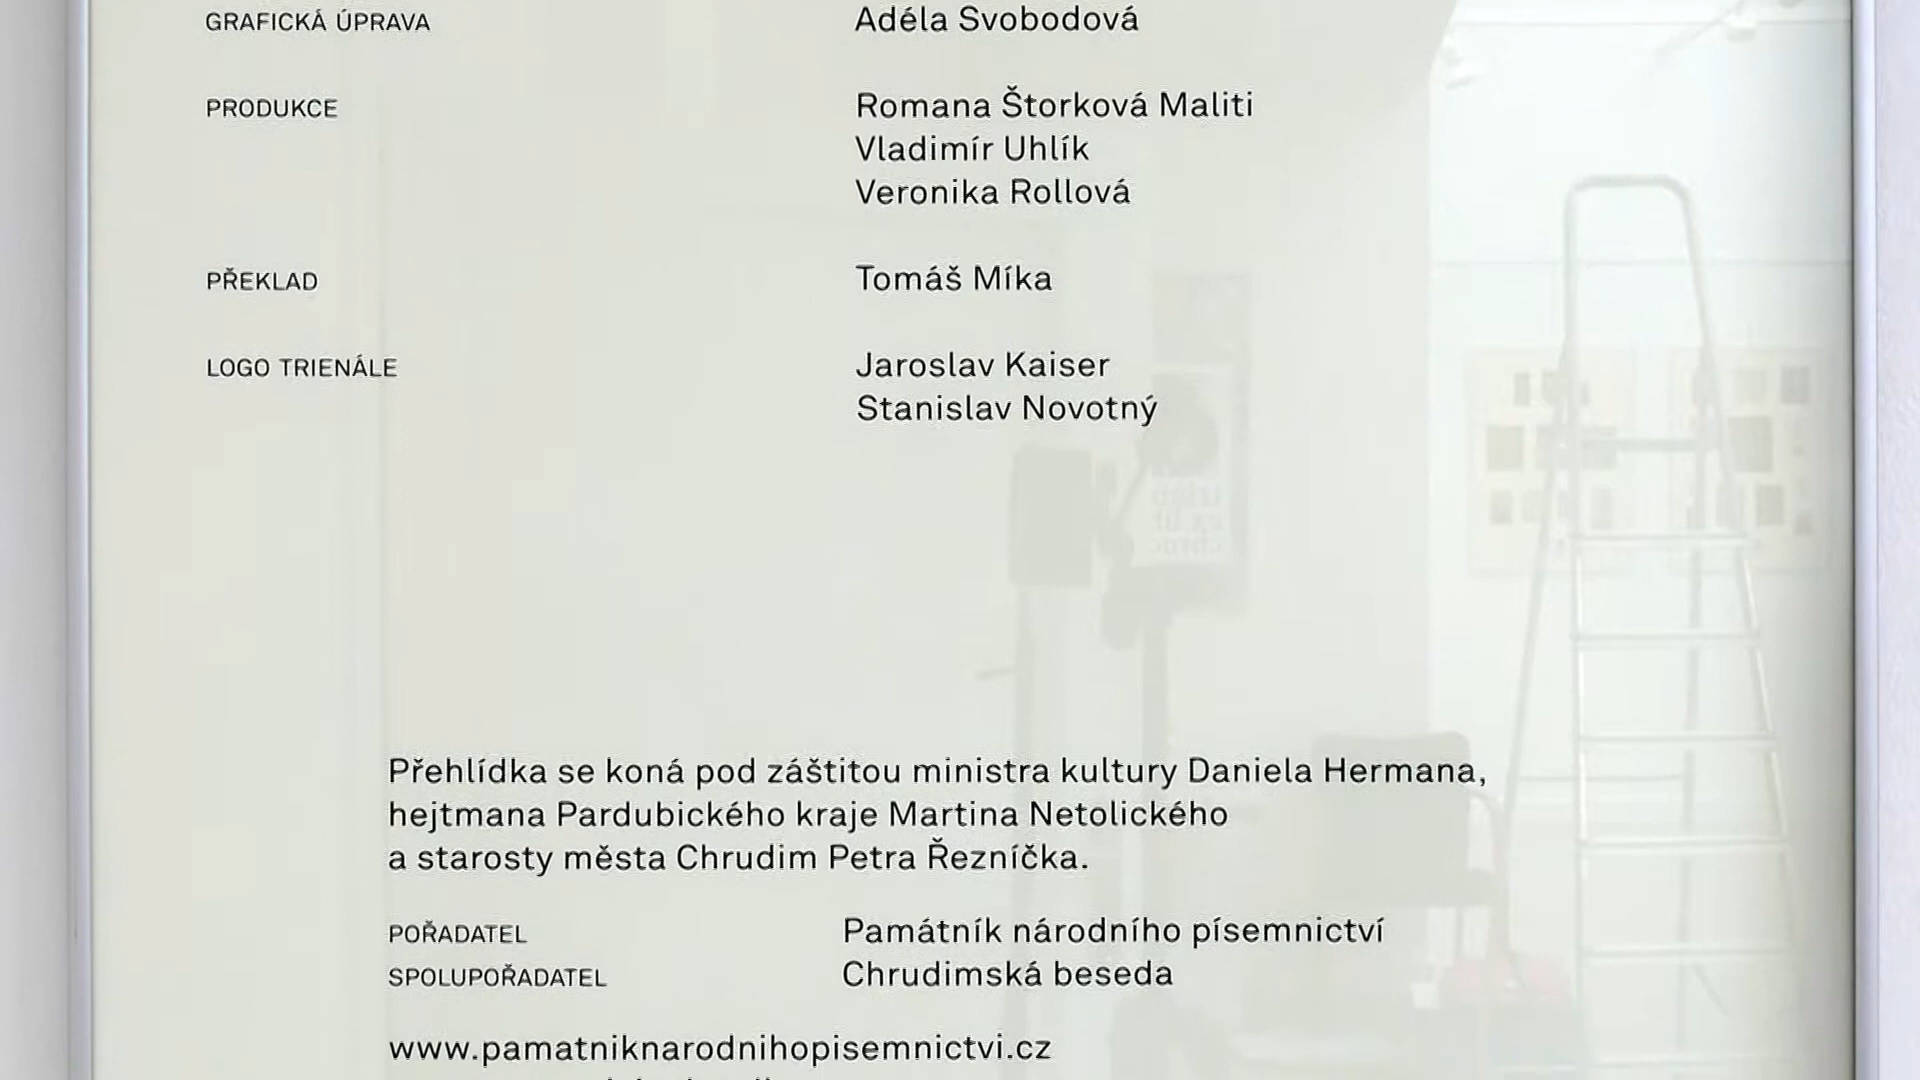 GRAFICKÁ ÚPRAVA Adéla Svobodová
PRODUKCE Romana Štorková Maliti
Vladimír Uhlík
Veronika Rollová
PŘEKLAD Tomáš Míka
LOGO TRIENÁLE Jaroslav Kaiser
Stanislav Novotný
Přehlídka se koná pod záštitou ministra kultury Daniela Hermana,
hejtmana Pardubického kraje Martina Netolického
a starosty města Chrudim Petra Řezníčka.
POŘADATEL Památník národního písemnictví
SPOLUPOŘADATEL Chrudimská beseda
www.pamatniknarodnihopisemnictvi.cz